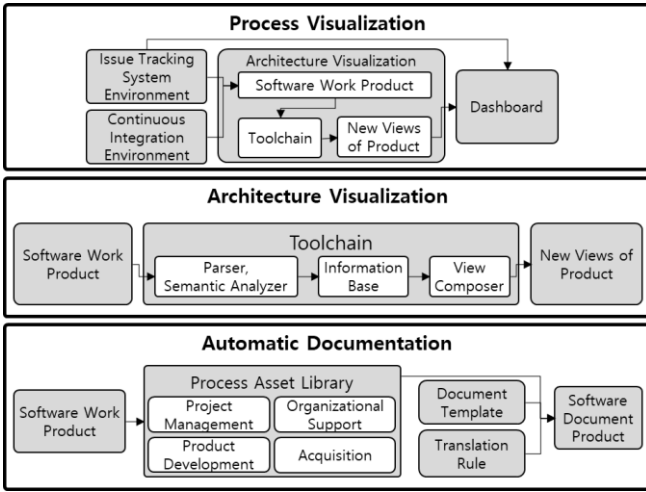 Process Visualization
Issue Tracking
System
Environment
Continuous
Integration
Environment
Architecture Visualization
Software Work Product
Toolchain
New Views
of Product
Dashboard
Architecture Visualization
Software Work
Product
Toolchain
Parser,
Semantic Analyzer
Information
Base
View
Composer
New Views of
Product
Automatic Documentation
Software Work
Product
Process Asset Library
Project
Management
Organizational
Support
Product
Development
Acquisition
Document
Template
Translation
Rule
Software
Document
Product